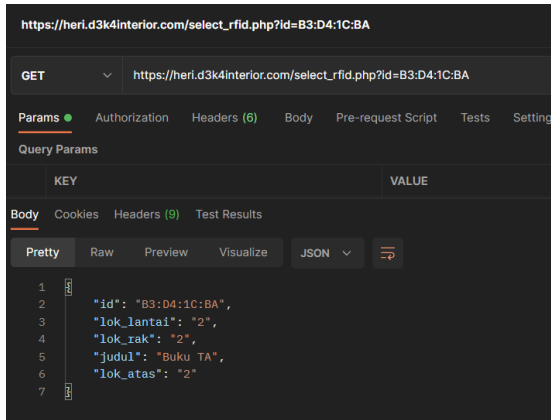 https://heri.d3k4interior.com/select_rfid.php?id=B3:D4:1C:BA
GET https://heri.d3k4interior.com/select_rfid.php?id=B3:D4:1C:BA
Params Authorization Headers (6) Body Pre-request Script Tests Setting
Query Params
KEY VALUE
Body Cookies Headers (9) Test Results
Pretty Raw Preview Visualize JSON
1 {
2 "id": "B3:D4:1C:BA",
3 "lok_lantai": "2",
4 "lok_rak": "2",
5 "judul": "Buku TA",
6 "lok_atas": "2"
7 }